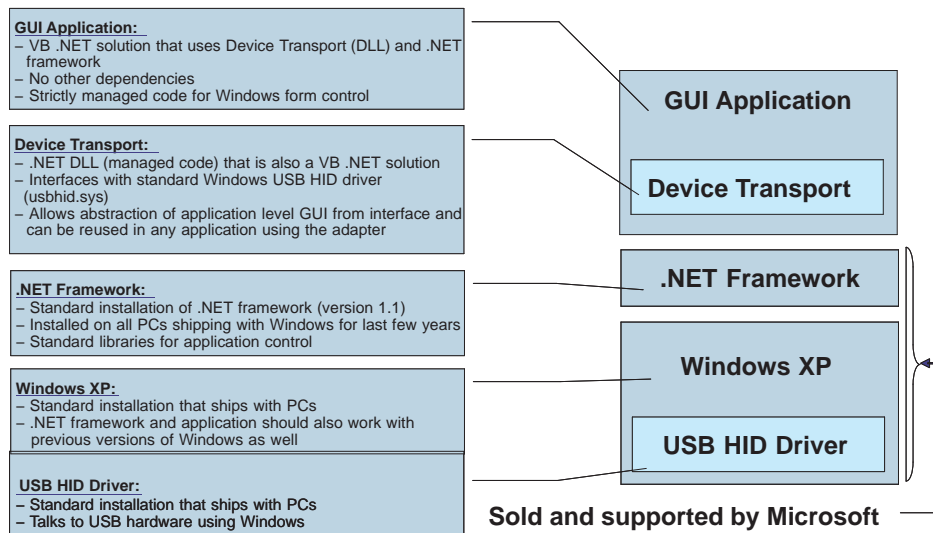 GUI Application:
– VB .NET solution that uses Device Transport (DLL) and .NET
framework
– No other dependencies
– Strictly managed code for Windows form control
Device Transport:
– .NET DLL (managed code) that is also a VB .NET solution
– Interfaces with standard Windows USB HID driver
(usbhid.sys)
– Allows abstraction of application level GUI from interface and
can be reused in any application using the adapter
.NET Framework:
– Standard installation of .NET framework (version 1.1)
– Installed on all PCs shipping with Windows for last few years
– Standard libraries for application control
Windows XP:
– Standard installation that ships with PCs
– .NET framework and application should also work with
previous versions of Windows as well
USB HID Driver:
– Standard installation that ships with PCs
– Talks to USB hardware using Windows
GUI Application
Device Transport
.NET Framework
Windows XP
USB HID Driver
Sold and supported by Microsoft